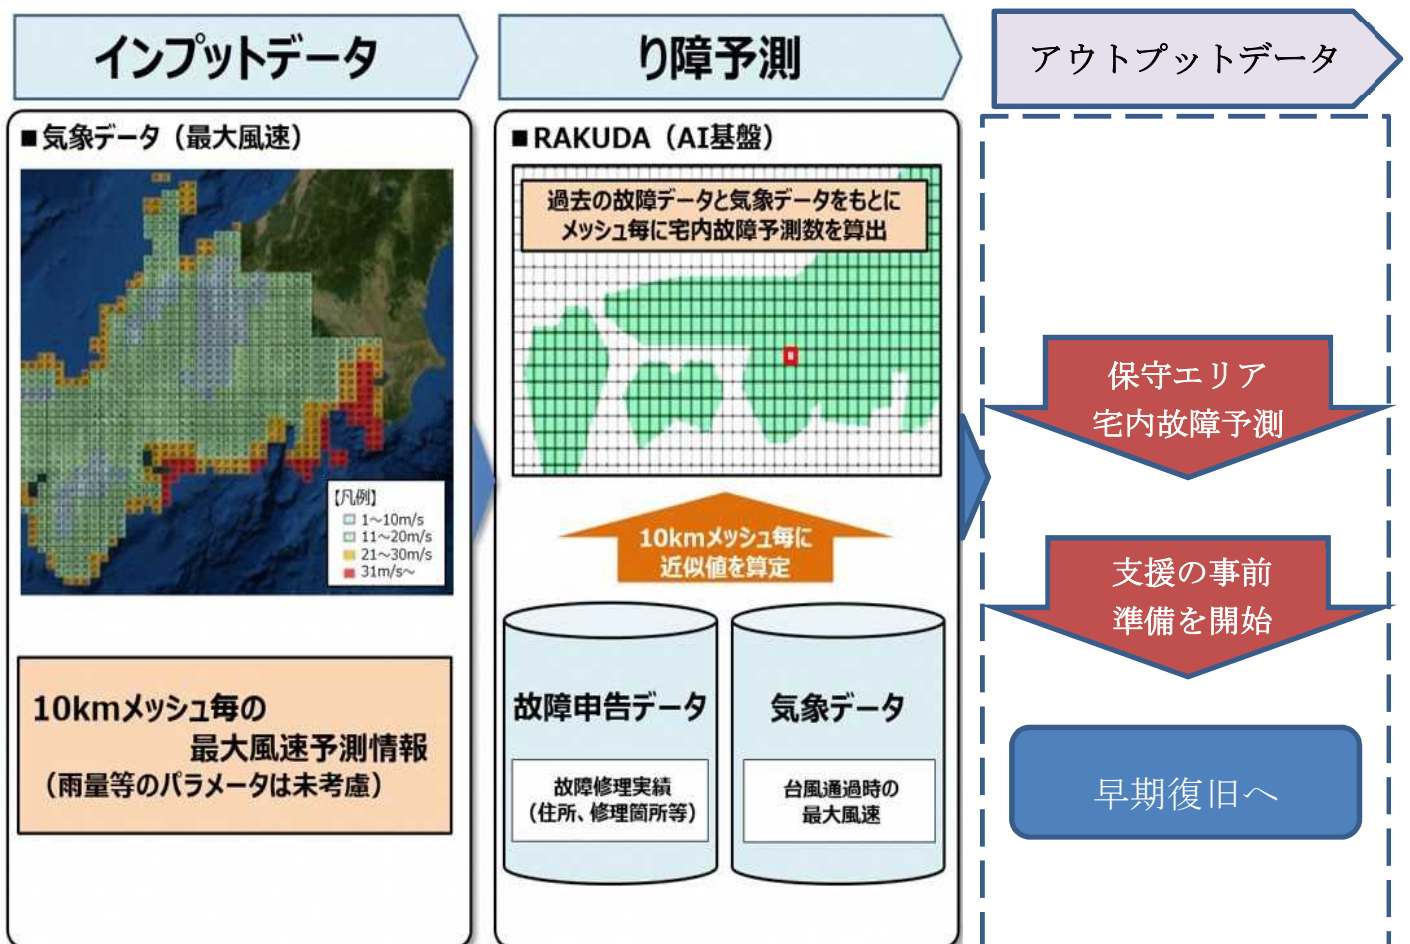 インプットデータ
■気象データ（最大風速）
【凡例】
1～10m/s
11～20m/s
21～30m/s
31m/s～
10kmメッシュ毎の
最大風速予測情報
（雨量等のパラメータは未考慮）
り障予測
■RAKUDA（AI基盤）
過去の故障データと気象データをもとに
メッシュ毎に宅内故障予測数を算出
10kmメッシュ毎に
近似値を算定
故障申告データ
故障修理実績
（住所、修理箇所等）
気象データ
台風通過時の
最大風速
アウトプットデータ
保守エリア
宅内故障予測
支援の事前
準備を開始
早期復旧へ